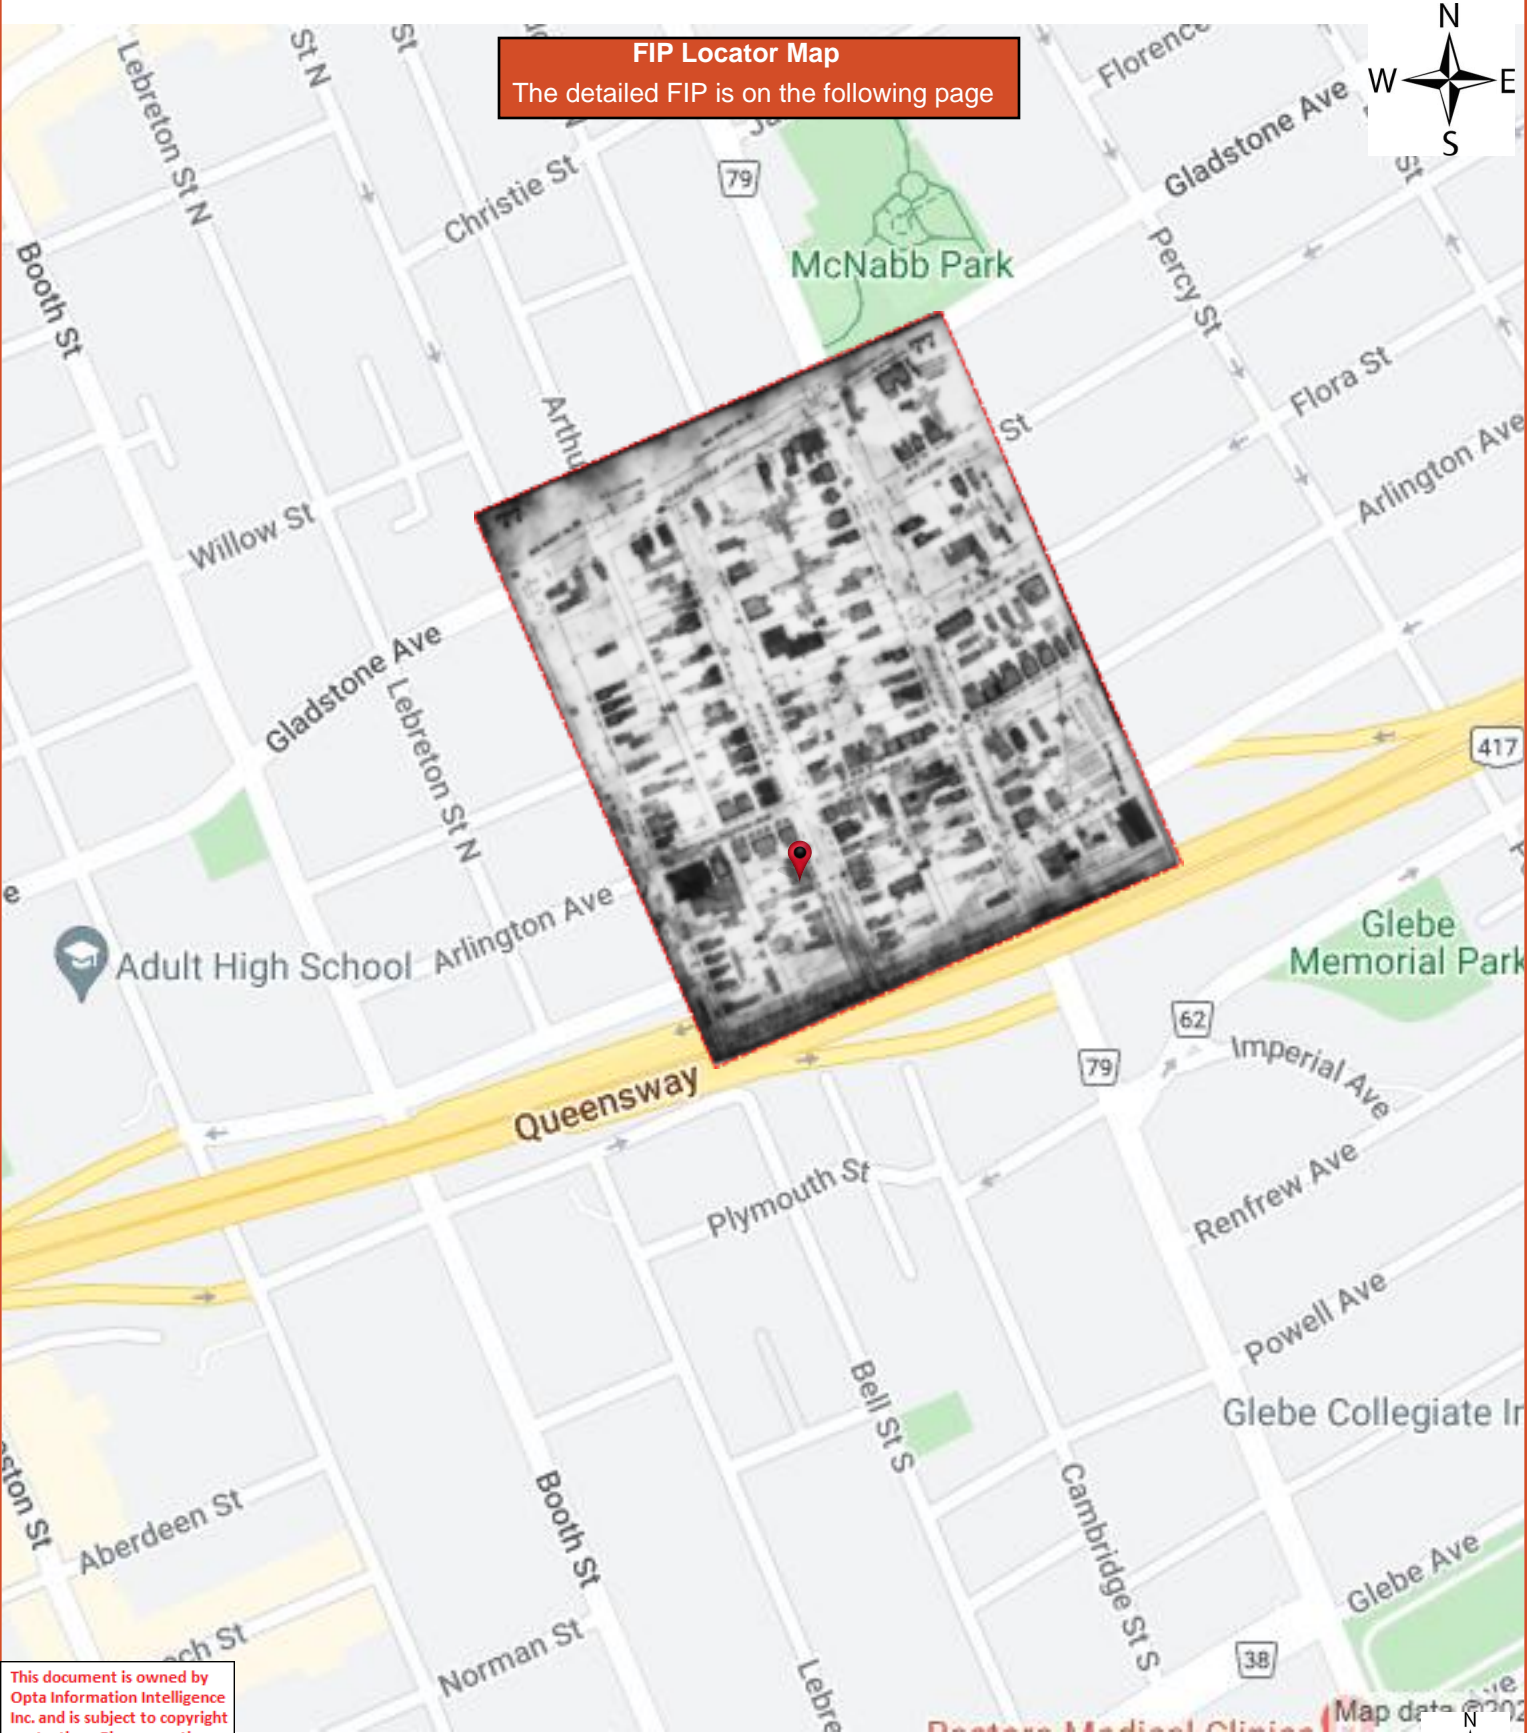 N
FIP Locator Map
The detailed FIP is on the following page
W
E
S
Lebreton St N
St N
St
Florence
Gladstone Ave
St
Christie St
79
McNabb Park
Percy St
Booth St
Flora St
St
Arlington Ave
Willow St
Gladstone Ave
Lebreton St N
417
Arlington Ave
Adult High School
Glebe
Memorial Park
62
79
Imperial Ave
Queensway
Plymouth St
Renfrew Ave
Powell Ave
Bell St S
Glebe Collegiate In
Booth St
Cambridge St S
Aberdeen St
Glebe Ave
Norman St
38
This document is owned by
Opta Information Intelligence
Inc. and is subject to copyright
Map data
N